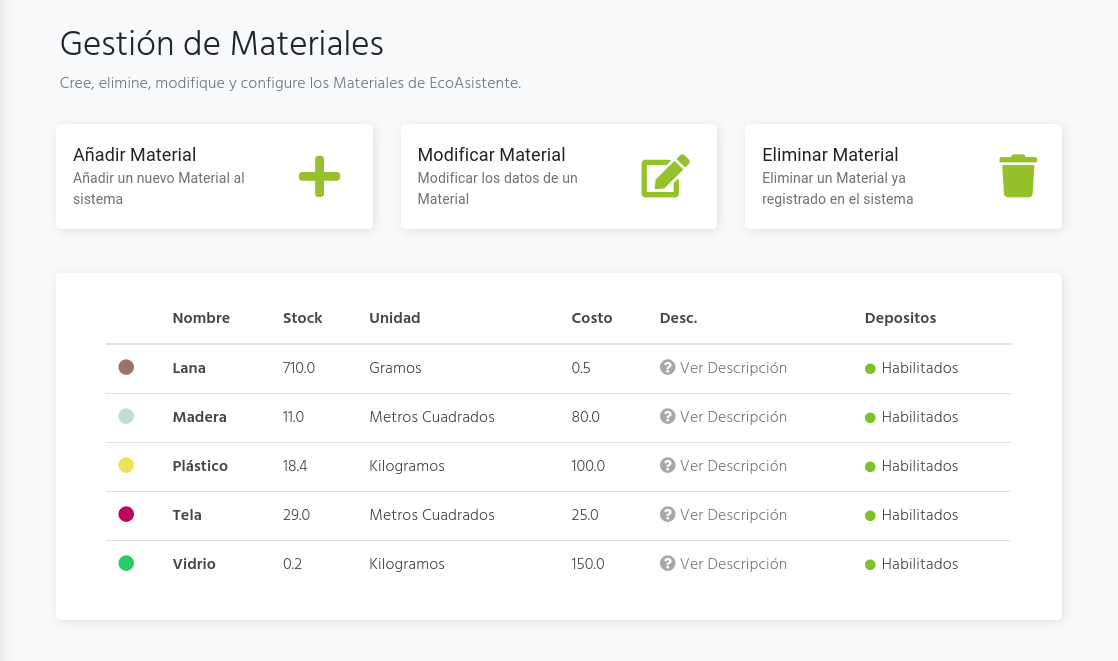 Gestión de Materiales
Cree, elimine, modifique y configure los Materiales de EcoAsistente.
Añadir Material
Añadir un nuevo Material al
sistema
Modificar Material
Modificar los datos de un
Material
Eliminar Material
Eliminar un Material ya
registrado en el sistema
Nombre Stock Unidad Costo Desc. Depositos
Lana 710.0 Gramos 0.5 Ver Descripción Habilitados
Madera 11.0 Metros Cuadrados 80.0 Ver Descripción Habilitados
Plástico 18.4 Kilogramos 100.0 Ver Descripción Habilitados
Tela 29.0 Metros Cuadrados 25.0 Ver Descripción Habilitados
Vidrio 0.2 Kilogramos 150.0 Ver Descripción Habilitados